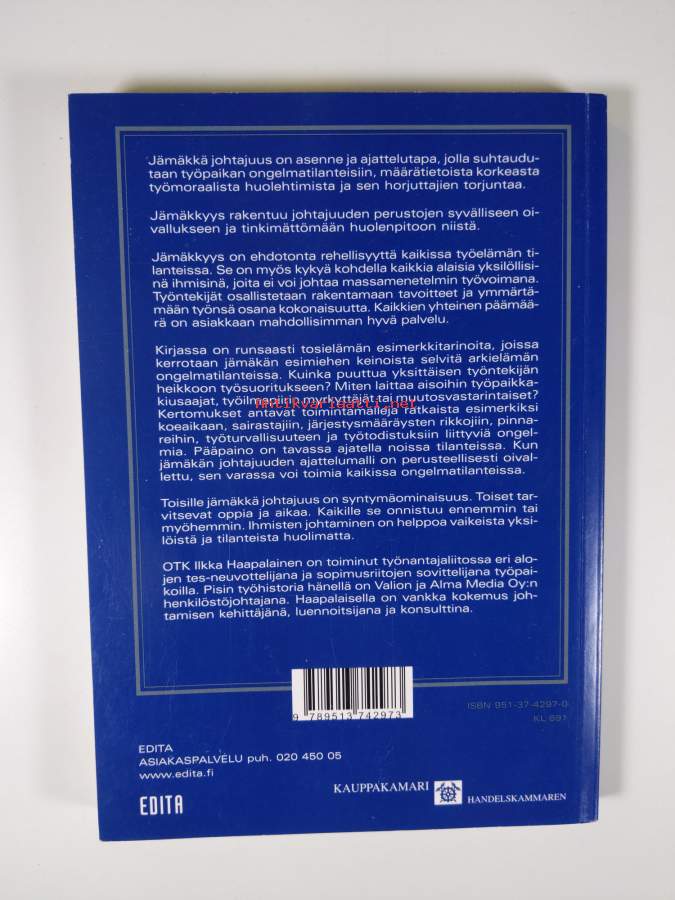 Jämäkkä johtajuus on asenne ja ajattelutapa, jolla suhtaudu-
taan työpaikan ongelmatilanteisiin, määrätietoista korkeasta
työmoraalista huolehtimista ja sen horjuttajien torjuntaa.
Jämäkkyys rakentuu johtajuuden perustojen syvälliseen oi-
vallukseen ja tinkimättömään huolenpitoon niistä.
Jämäkkyys on ehdotonta rehellisyyttä kaikissa työelämän ti-
lanteissa. Se on myös kykyä kohdella kaikkia alaisia yksilöllisi-
nä ihmisinä, joita ei voi johtaa massamenetelmin työvoimana.
Työntekijät osallistetaan rakentamaan tavoitteet ja ymmärtä-
mään työnsä osana kokonaisuutta. Kaikkien yhteinen päämää-
rä on asiakkaan mahdollisimman hyvä palvelu.
Kirjassa on runsaasti tosielämän esimerkkitarinoita, joissa
kerrotaan jämäkän esimiehen keinoista selvitä arkielämän
ongelmatilanteissa. Kuinka puuttua yksittäisen työntekijän
heikkoon työsuoritukseen? Miten laittaa aisoihin työpaikka-
kiusaajat, työilmapiirin myrkyttäjät tai muutosvastarintaiset?
Antikvariaatti.net
Kertomukset antavat toimintamalleja ratkaista esimerkiksi
koeaikaan, sairastajiin, järjestysmääräysten rikkojiin, pinna-
reihin, työturvallisuuteen ja työtodistuksiin liittyviä ongel-
mia. Pääpaino on tavassa ajatella noissa tilanteissa. Kun
jämäkän johtajuuden ajattelumalli on perusteellisesti oival-
lettu, sen varassa voi toimia kaikissa ongelmatilanteissa.
Toisille jämäkkä johtajuus on syntymäominaisuus. Toiset tar-
vitsevat oppia ja aikaa. Kaikille se onnistuu ennemmin tai
myöhemmin. Ihmisten johtaminen on helppoa vaikeista yksi-
löistä ja tilanteista huolimatta.
OTK Ilkka Haapalainen on toiminut työnantajaliitossa eri alo-
jen tes-neuvottelijana ja sopimusriitojen sovittelijana työpai-
koilla. Pisin työhistoria hänellä on Valion ja Alma Media Oy:n
henkilöstöjohtajana. Haapalaisella on vankka kokemus joh-
tamisen kehittäjänä, luennoitsijana ja konsulttina.
9 789513 742973
ISBN 951-37-4297-0
KL 691
EDITA
ASIAKASPALVELU puh. 020 450 05
www.edita.fi
EDITA
KAUPPAKAMARI
HANDELSKAMMAREN